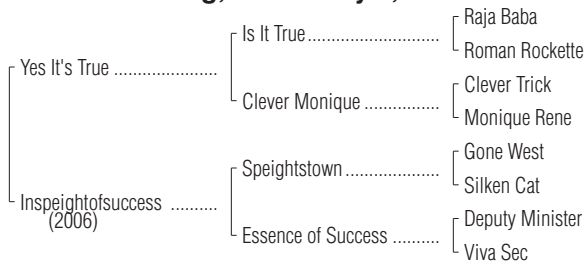 Raja Baba
Is It True
Roman Rockette
Yes It's True
Clever Trick
Clever Monique
Monique Rene
Gone West
Speightstown
Silken Cat
Inspeightofsuccess
(2006)
Deputy Minister
Essence of Success
Viva Sec